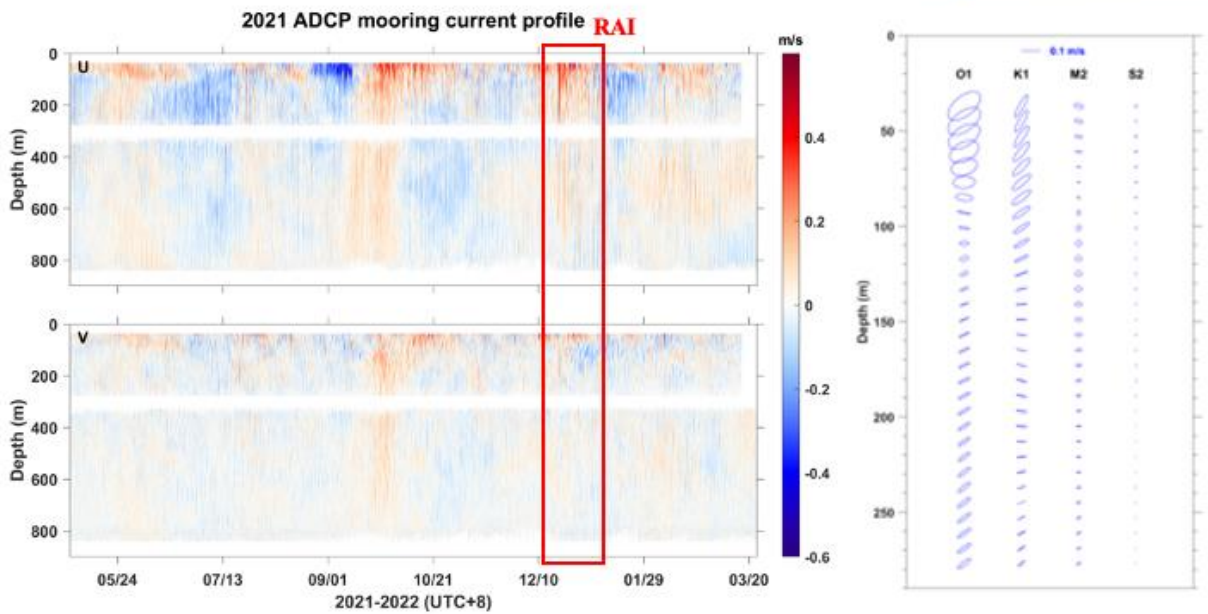 2021 ADCP mooring current profile
RAI
m/s
U
0
200
400
600
800
Depth (m)
V
0
200
400
600
800
Depth (m)
05/24 07/13 09/01 10/21 12/10 01/29 03/20
2021-2022 (UTC+8)
0.4
0.2
0
-0.2
-0.4
-0.6
0.1 m/s
O1 K1 M2 S2
0
50
100
150
200
250
Depth (m)